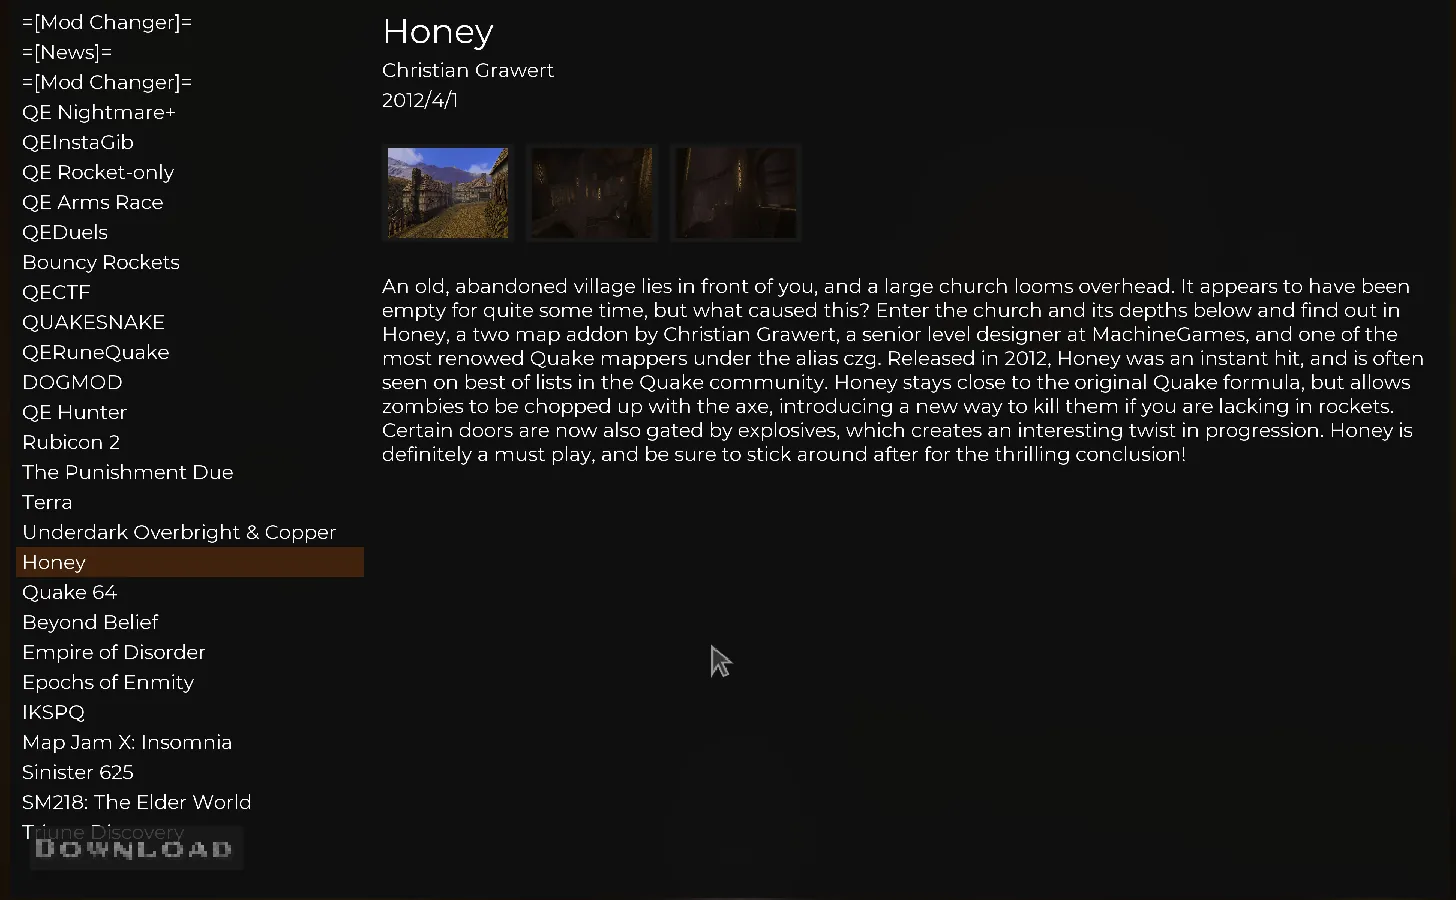 =[Mod Changer]=
=[News]=
=[Mod Changer]=
QE Nightmare+
QEInstaGib
QE Rocket-only
QE Arms Race
QEDuels
Bouncy Rockets
QECTF
QUAKESNAKE
QERuneQuake
DOGMOD
QE Hunter
Rubicon 2
The Punishment Due
Terra
Underdark Overbright & Copper
Honey
Quake 64
Beyond Belief
Empire of Disorder
Epochs of Enmity
IKSPQ
Map Jam X: Insomnia
Sinister 625
SM218: The Elder World
Triune Discovery
DOWNLOAD
Honey
Christian Grawert
2012/4/1
An old, abandoned village lies in front of you, and a large church looms overhead. It appears to have been
empty for quite some time, but what caused this? Enter the church and its depths below and find out in
Honey, a two map addon by Christian Grawert, a senior level designer at MachineGames, and one of the
most renowed Quake mappers under the alias czg. Released in 2012, Honey was an instant hit, and is often
seen on best of lists in the Quake community. Honey stays close to the original Quake formula, but allows
zombies to be chopped up with the axe, introducing a new way to kill them if you are lacking in rockets.
Certain doors are now also gated by explosives, which creates an interesting twist in progression. Honey is
definitely a must play, and be sure to stick around after for the thrilling conclusion!